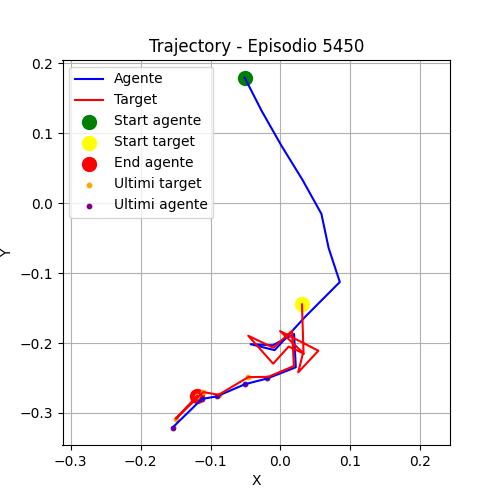 Trajectory - Episodio 5450
Agente
Target
Start agente
Start target
End agente
Ultimi target
Ultimi agente
0.2
0.1
0.0
−0.1
−0.2
−0.3
Y
−0.3
−0.2
−0.1
0.0
0.1
0.2
X